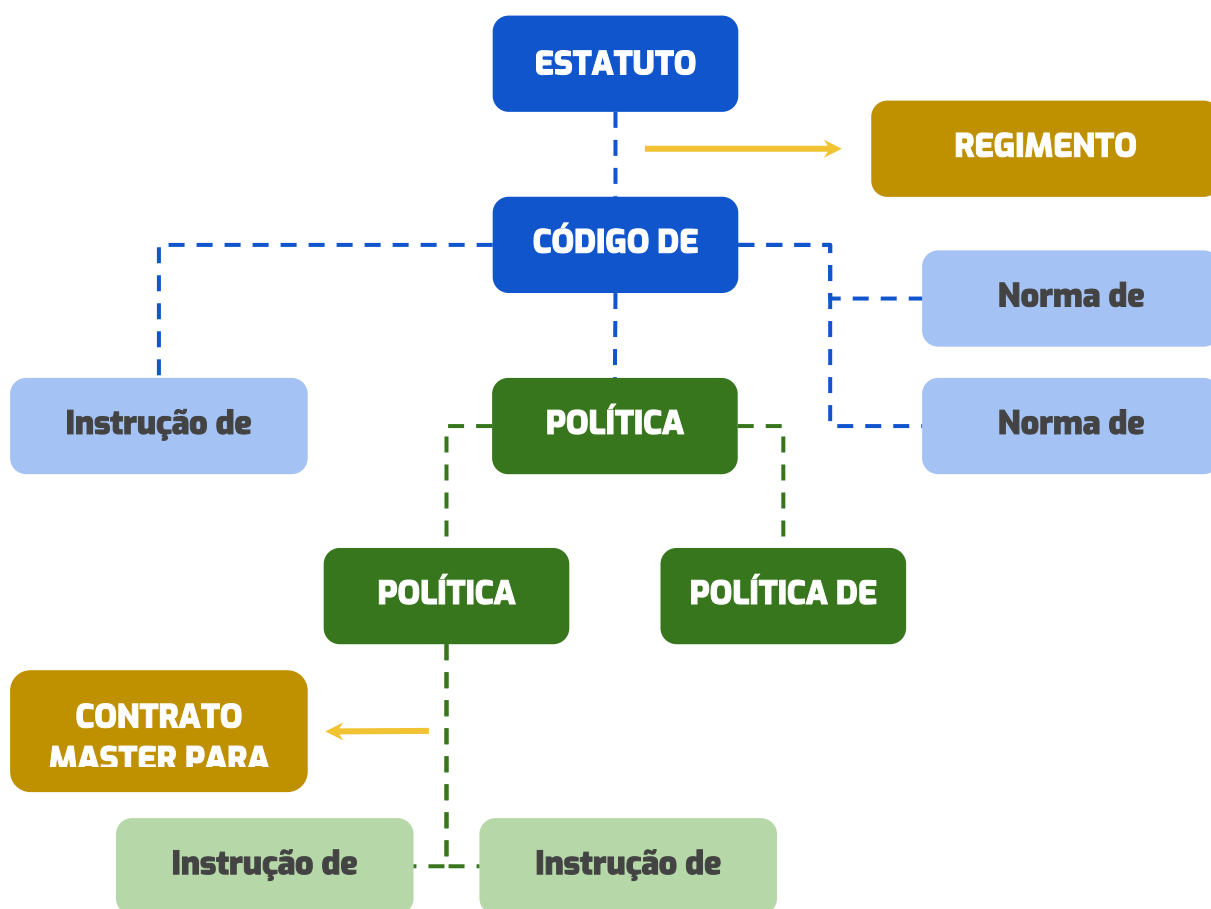 ESTATUTO
REGIMENTO
CÓDIGO DE
Norma de
Instrução de
POLÍTICA
Norma de
POLÍTICA
POLÍTICA DE
CONTRATO
MASTER PARA
Instrução de
Instrução de